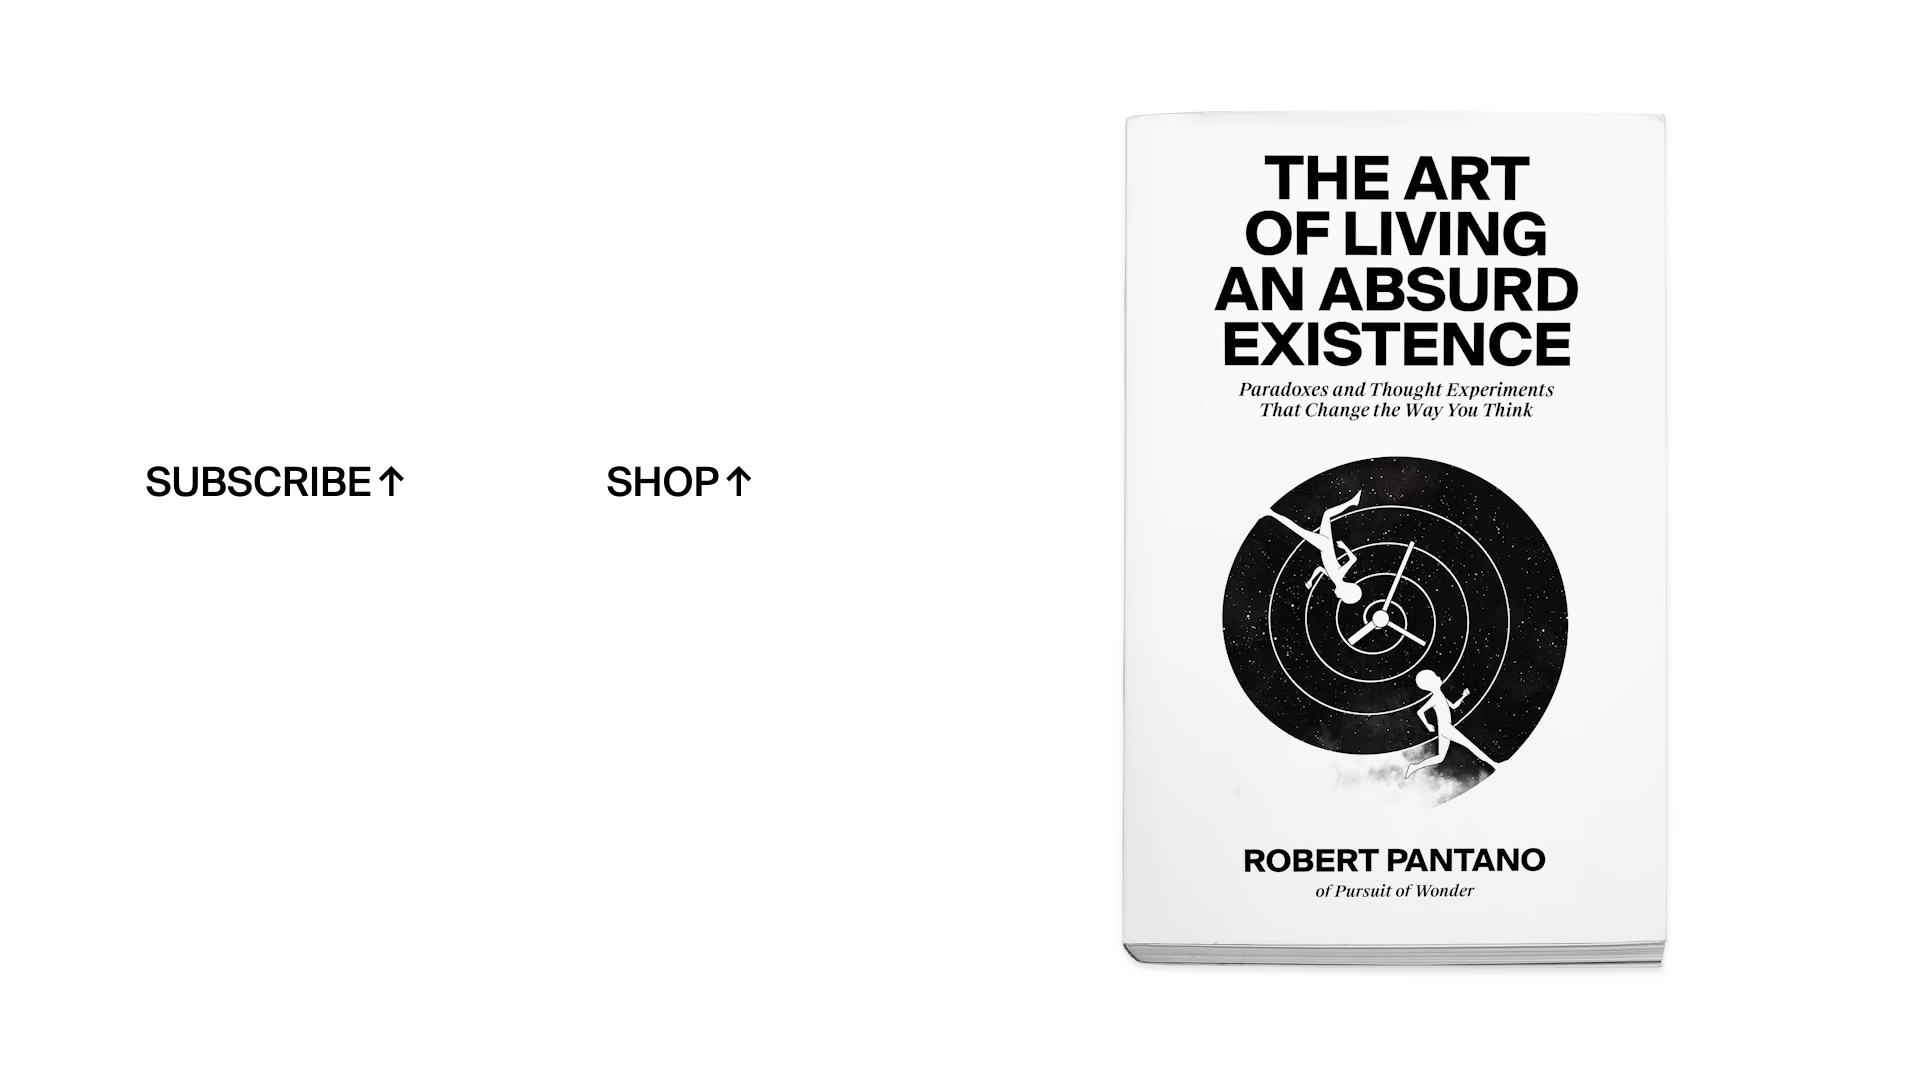 SUBSCRIBE↑
SHOP↑
THE ART
OF LIVING
AN ABSURD
EXISTENCE
Paradoxes and Thought Experiments
That Change the Way You Think
ROBERT PANTANO
of Pursuit of Wonder